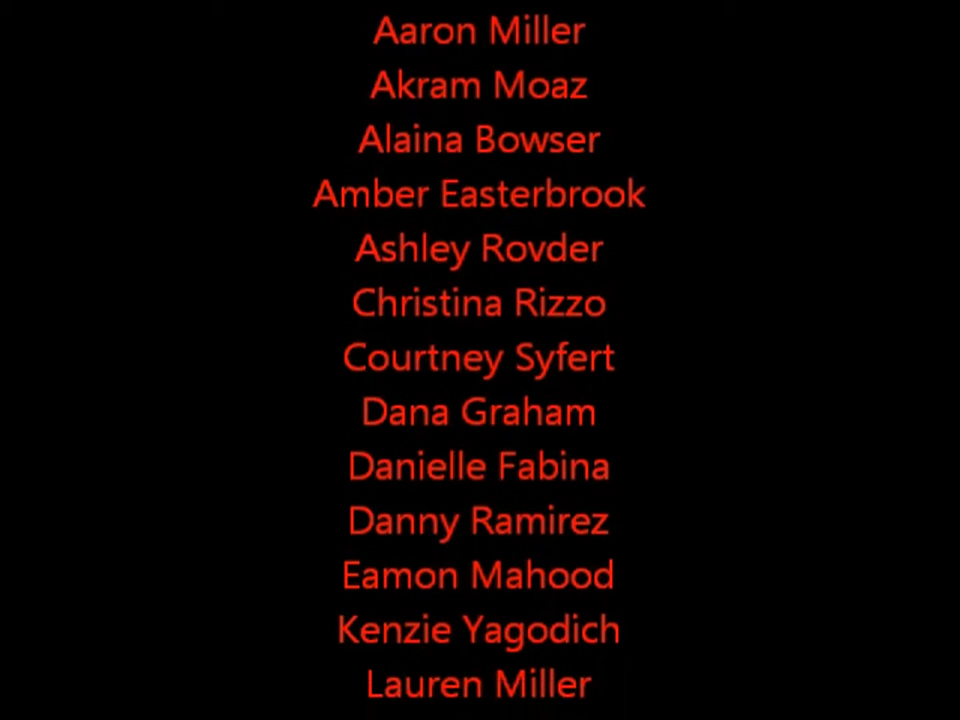 Aaron Miller
Akram Moaz
Alaina Bowser
Amber Easterbrook
Ashley Rovder
Christina Rizzo
Courtney Syfert
Dana Graham
Danielle Fabina
Danny Ramirez
Eamon Mahood
Kenzie Yagodich
Lauren Miller